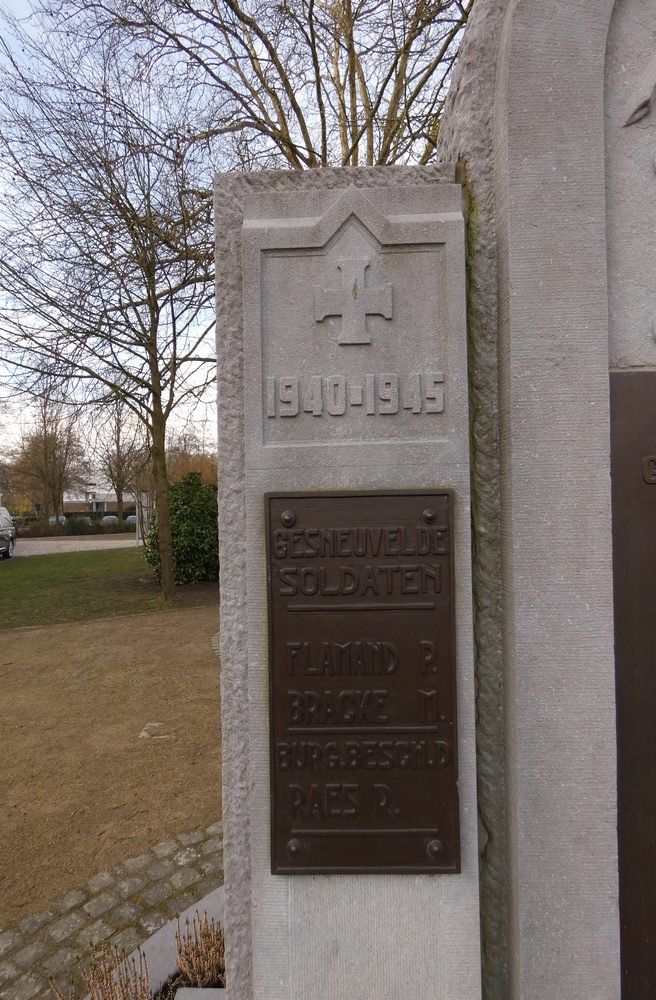 1940-1945
GESNEUVELDE
SOLDATEN
FLAMAND P.
BRACKE M.
BURG.BESCH.D
RAES R.